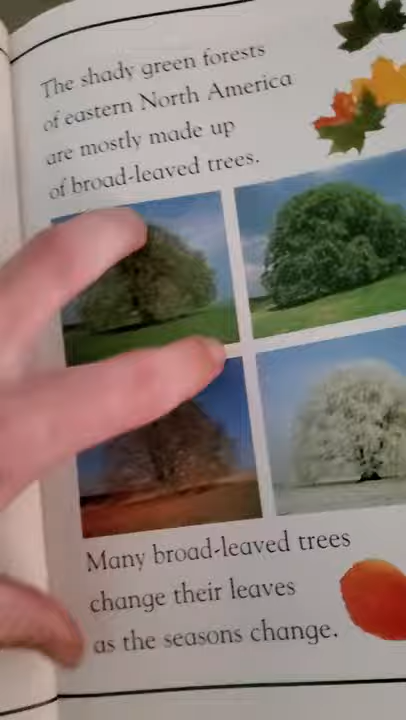 The shady green forests
of eastern North America
are mostly made up
of broad-leaved trees.
Many broad-leaved trees
change their leaves
as the seasons change.